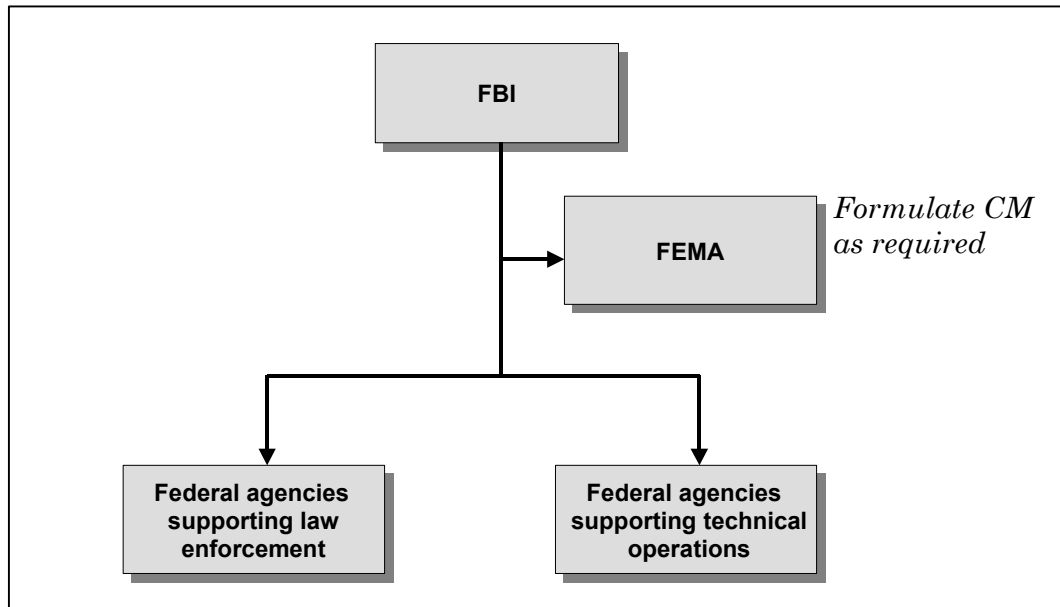 FBI
FEMA
Formulate CM
as required
Federal agencies
supporting law
enforcement
Federal agencies
supporting technical
operations